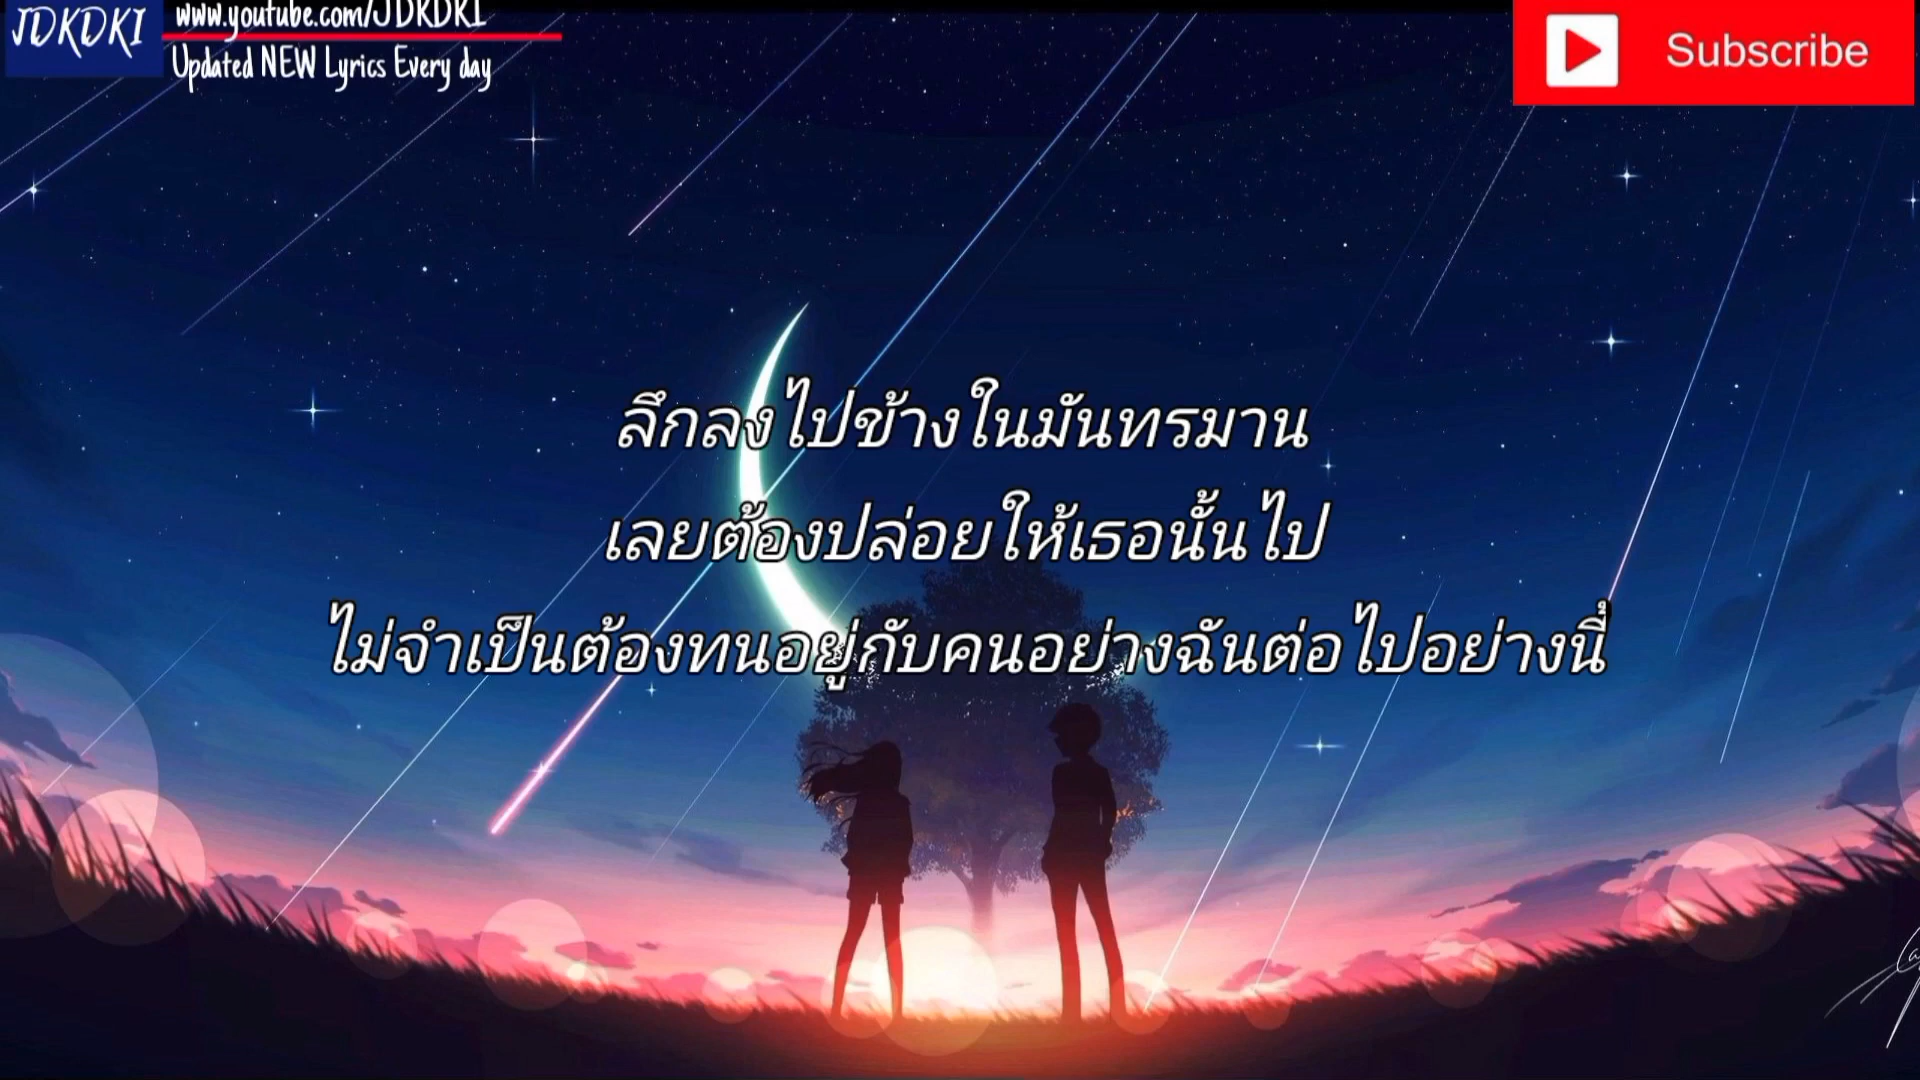 JDKDKI
www.youtube.com/JDKDKI
Updated NEW Lyrics Every day
Subscribe
ลึกลงไปข้างในมันทรมาน
เลยต้องปล่อยให้เธอนั้นไป
ไม่จำเป็นต้องทนอยู่กับคนอย่างฉันต่อไปอย่างนี้